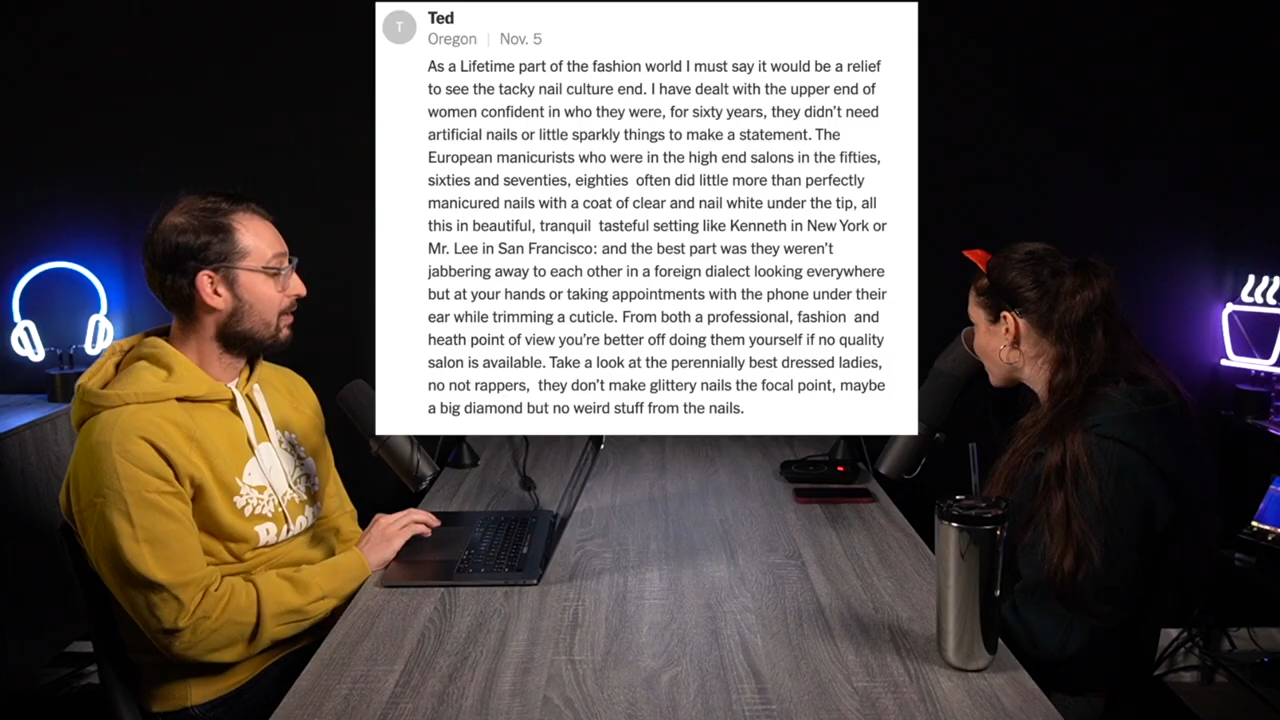 T
Ted
Oregon | Nov. 5
As a Lifetime part of the fashion world I must say it would be a relief
to see the tacky nail culture end. I have dealt with the upper end of
women confident in who they were, for sixty years, they didn’t need
artificial nails or little sparkly things to make a statement. The
European manicurists who were in the high end salons in the fifties,
sixties and seventies, eighties  often did little more than perfectly
manicured nails with a coat of clear and nail white under the tip, all
this in beautiful, tranquil  tasteful setting like Kenneth in New York or
Mr. Lee in San Francisco: and the best part was they weren’t
jabbering away to each other in a foreign dialect looking everywhere
but at your hands or taking appointments with the phone under their
ear while trimming a cuticle. From both a professional, fashion  and
heath point of view you’re better off doing them yourself if no quality
salon is available. Take a look at the perennially best dressed ladies,
no not rappers,  they don’t make glittery nails the focal point, maybe
a big diamond but no weird stuff from the nails.